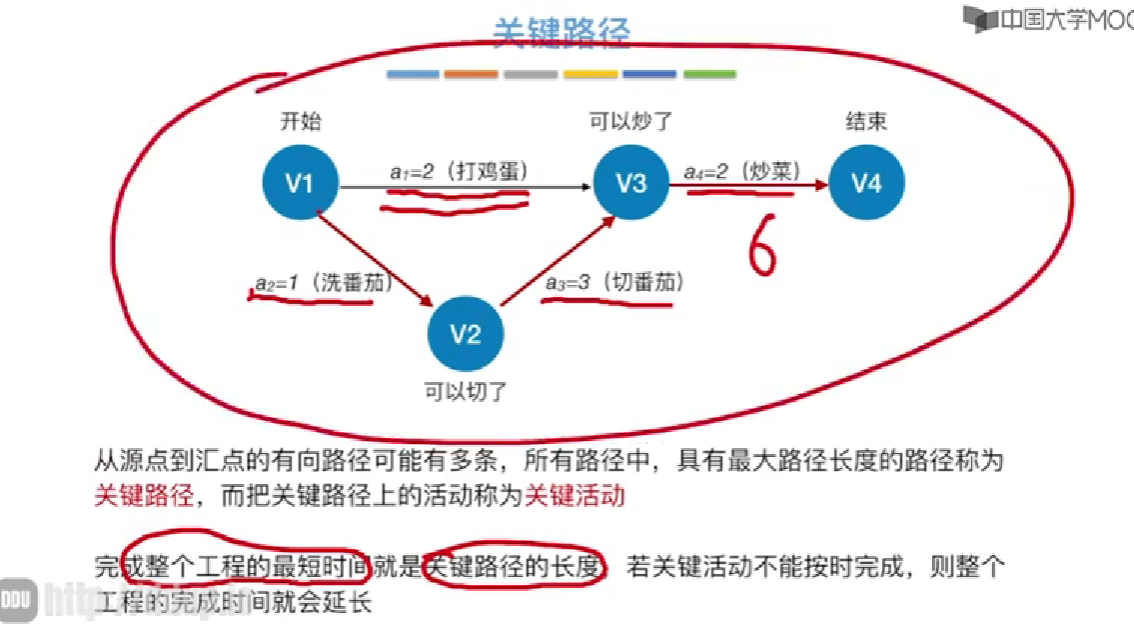 关键路径
中国大学MOO
开始
可以炒了
结束
V1
a₁=2（打鸡蛋）
V3
a₄=2（炒菜）
V4
6
a₂=1（洗番茄）
a₃=3（切番茄）
V2
可以切了
从源点到汇点的有向路径可能有多条，所有路径中，具有最大路径长度的路径称为
关键路径，而把关键路径上的活动称为关键活动
完成整个工程的最短时间就是关键路径的长度，若关键活动不能按时完成，则整个
工程的完成时间就会延长
DDU